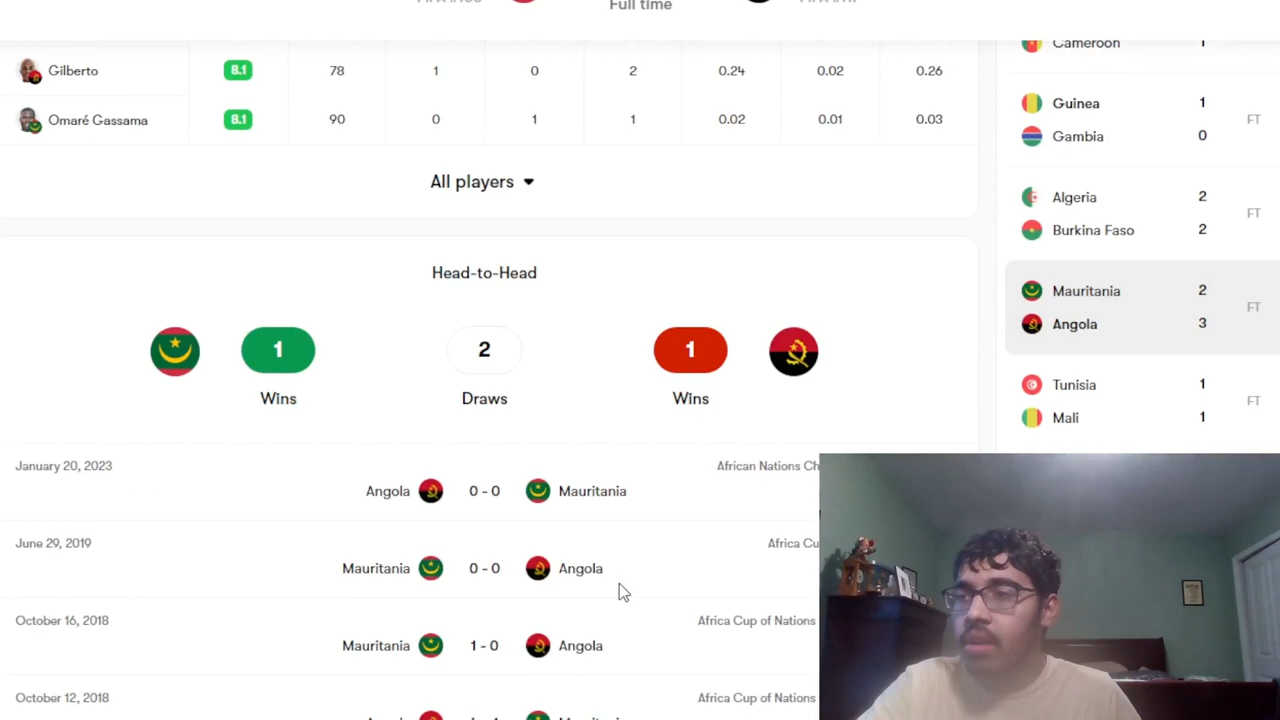 Full time
Gilberto 8.1 78 1 0 2 0.24 0.02 0.26
Omaré Gassama 8.1 90 0 1 1 0.02 0.01 0.03
All players
Head-to-Head
1 2 1
Wins Draws Wins
January 20, 2023 African Nations Ch
Angola 0 - 0 Mauritania
June 29, 2019 Africa Cu
Mauritania 0 - 0 Angola
October 16, 2018 Africa Cup of Nations
Mauritania 1 - 0 Angola
October 12, 2018 Africa Cup of Nations
Cameroon 1
Guinea 1
FT
Gambia 0
Algeria 2
FT
Burkina Faso 2
Mauritania 2
FT
Angola 3
Tunisia 1
FT
Mali 1